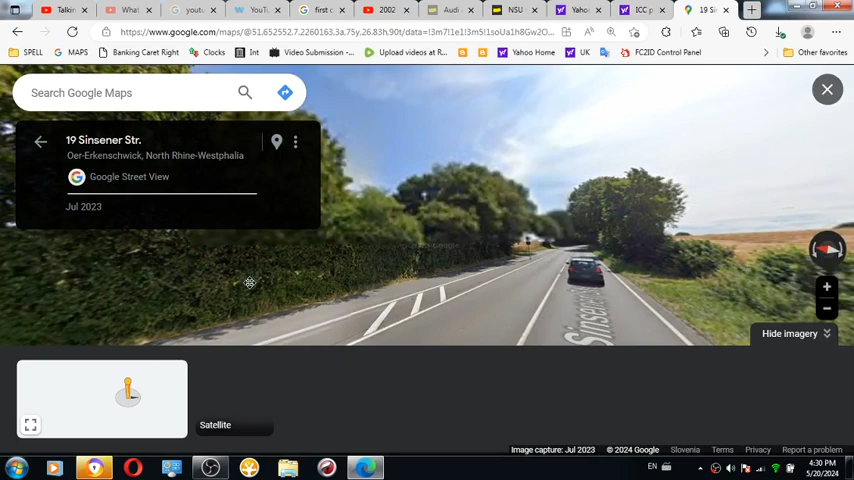 Talkin
What
youtu
YouTu
first c
2002
Audi
NSU
Yaho
ICC p
19 Si
https://www.google.com/maps/@51.652552,7.2260163,3a,75y,26.83h,90t/data=!3m7!1e1!3m5!1soUa1h8Gw2O...
SPELL
MAPS
Banking Caret Right
Clocks
Int
Video Submission -...
Upload videos at R...
Yahoo Home
UK
FC2ID Control Panel
Other favorites
Search Google Maps
19 Sinsener Str.
Oer-Erkenschwick, North Rhine-Westphalia
Google Street View
Jul 2023
Sinsener S
Hide imagery
Satellite
Image capture: Jul 2023 © 2024 Google Slovenia Terms Privacy Report a problem
EN
4:30 PM
5/20/2024